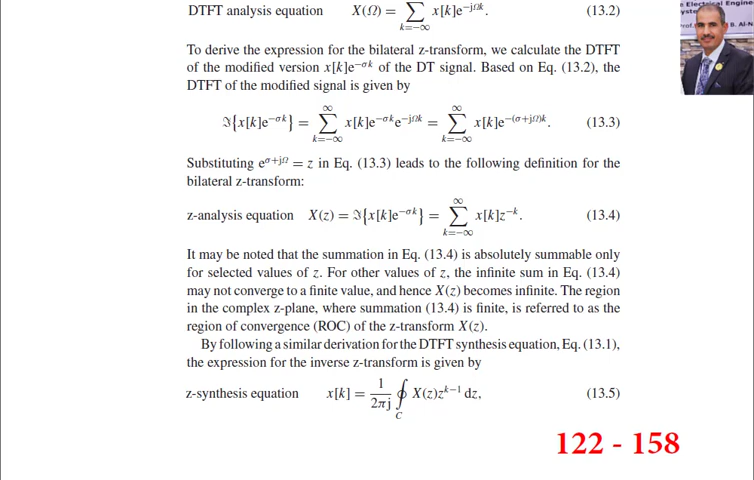 e Electrical Engine
yste
Prof.
B. Al-N
DTFT analysis equation X(Ω) = ∑ x[k]e^{−jΩk}. (13.2)
k=−∞
To derive the expression for the bilateral z-transform, we calculate the DTFT
of the modified version x[k]e^{−σk} of the DT signal. Based on Eq. (13.2), the
DTFT of the modified signal is given by
ℑ{x[k]e^{−σk}} = ∑_{k=−∞}^{∞} x[k]e^{−σk}e^{−jΩk} = ∑_{k=−∞}^{∞} x[k]e^{−(σ+jΩ)k}. (13.3)
Substituting e^{σ+jΩ} = z in Eq. (13.3) leads to the following definition for the
bilateral z-transform:
z-analysis equation X(z) = ℑ{x[k]e^{−σk}} = ∑_{k=−∞}^{∞} x[k]z^{−k}. (13.4)
It may be noted that the summation in Eq. (13.4) is absolutely summable only
for selected values of z. For other values of z, the infinite sum in Eq. (13.4)
may not converge to a finite value, and hence X(z) becomes infinite. The region
in the complex z-plane, where summation (13.4) is finite, is referred to as the
region of convergence (ROC) of the z-transform X(z).
By following a similar derivation for the DTFT synthesis equation, Eq. (13.1),
the expression for the inverse z-transform is given by
z-synthesis equation x[k] = 1/2πj ∮_C X(z)z^{k−1} dz, (13.5)
122 - 158